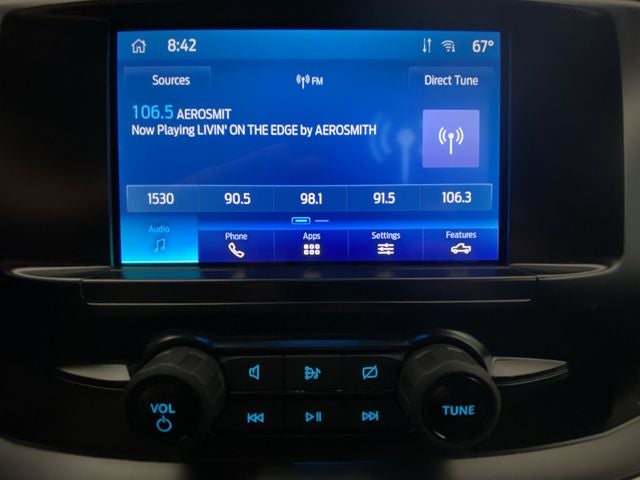 8:42 67°
Sources FM Direct Tune
106.5 AEROSMIT
Now Playing LIVIN' ON THE EDGE by AEROSMITH
1530 90.5 98.1 91.5 106.3
Audio Phone Apps Settings Features
VOL TUNE